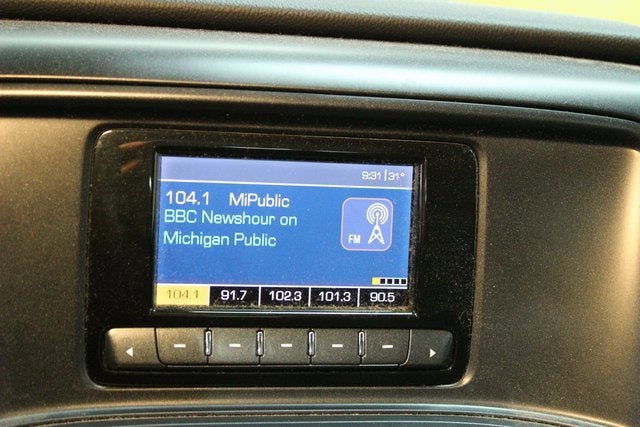 9:31 31°
104.1 MiPublic
BBC Newshour on
Michigan Public
FM
104.1 91.7 102.3 101.3 90.5